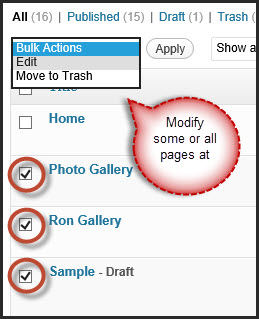 All (16) | Published (15) | Draft (1) | Trash (
Bulk Actions
Edit
Move to Trash
Apply
Show a
Title
Home
Modify
some or all
pages at
Photo Gallery
Ron Gallery
Sample - Draft